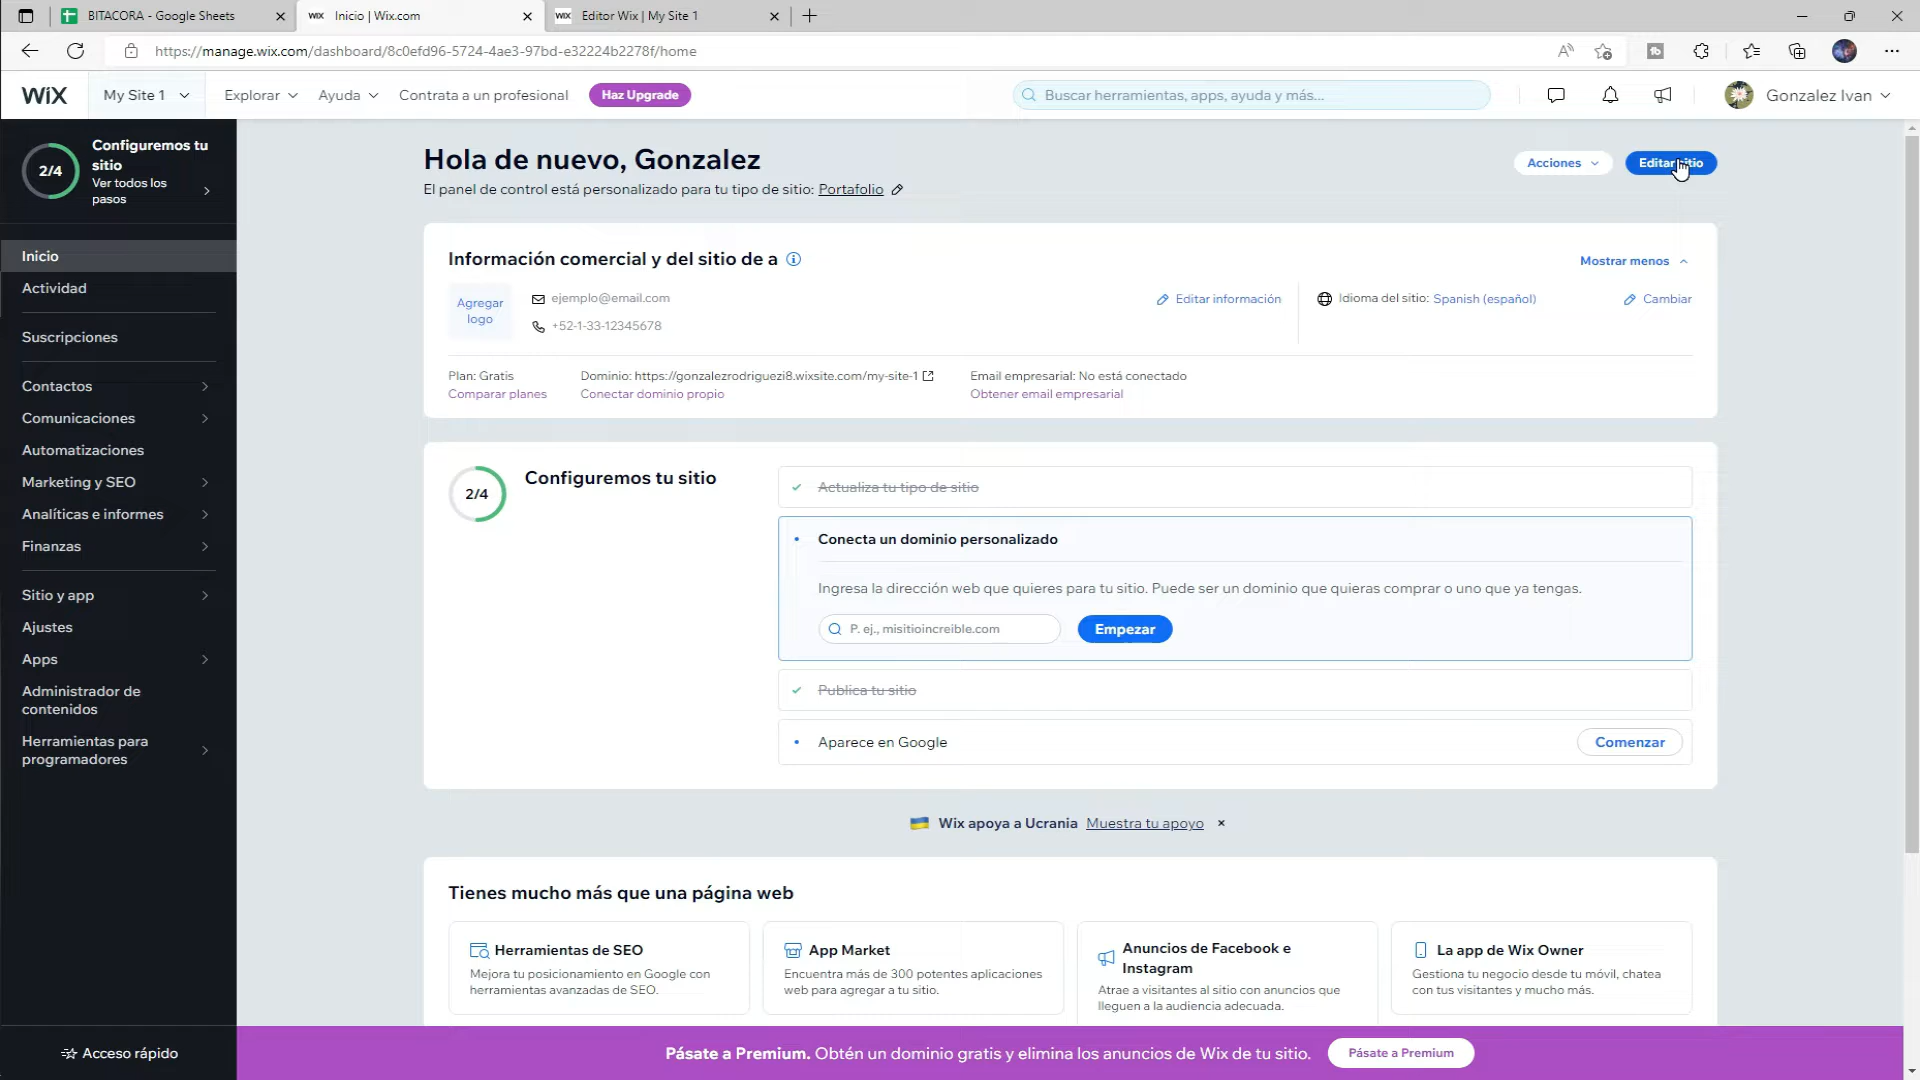 BITACORA - Google Sheets
WIX Inicio | Wix.com
WIX Editor Wix | My Site 1
https://manage.wix.com/dashboard/8c0efd96-5724-4ae3-97bd-e32224b2278f/home
WIX
My Site 1
Explorar
Ayuda
Contrata a un profesional
Haz Upgrade
Buscar herramientas, apps, ayuda y más...
Gonzalez Ivan
2/4
Configuremos tu
sitio
Ver todos los
pasos
Inicio
Actividad
Suscripciones
Contactos
Comunicaciones
Automatizaciones
Marketing y SEO
Analíticas e informes
Finanzas
Sitio y app
Ajustes
Apps
Administrador de
contenidos
Herramientas para
programadores
Acceso rápido
Hola de nuevo, Gonzalez
El panel de control está personalizado para tu tipo de sitio: Portafolio
Acciones
Editar sitio
Información comercial y del sitio de a
Mostrar menos
Agregar
logo
ejemplo@email.com
+52-1-33-12345678
Editar información
Idioma del sitio: Spanish (español)
Cambiar
Plan: Gratis
Comparar planes
Dominio: https://gonzalezrodriguezi8.wixsite.com/my-site-1
Conectar dominio propio
Email empresarial: No está conectado
Obtener email empresarial
2/4
Configuremos tu sitio
Actualiza tu tipo de sitio
Conecta un dominio personalizado
Ingresa la dirección web que quieres para tu sitio. Puede ser un dominio que quieras comprar o uno que ya tengas.
P. ej., misitioincreible.com
Empezar
Publica tu sitio
Aparece en Google
Comenzar
Wix apoya a Ucrania Muestra tu apoyo
Tienes mucho más que una página web
Herramientas de SEO
Mejora tu posicionamiento en Google con
herramientas avanzadas de SEO.
App Market
Encuentra más de 300 potentes aplicaciones
web para agregar a tu sitio.
Anuncios de Facebook e
Instagram
Atrae a visitantes al sitio con anuncios que
lleguen a la audiencia adecuada.
La app de Wix Owner
Gestiona tu negocio desde tu móvil, chatea
con tus visitantes y mucho más.
Pásate a Premium. Obtén un dominio gratis y elimina los anuncios de Wix de tu sitio.
Pásate a Premium